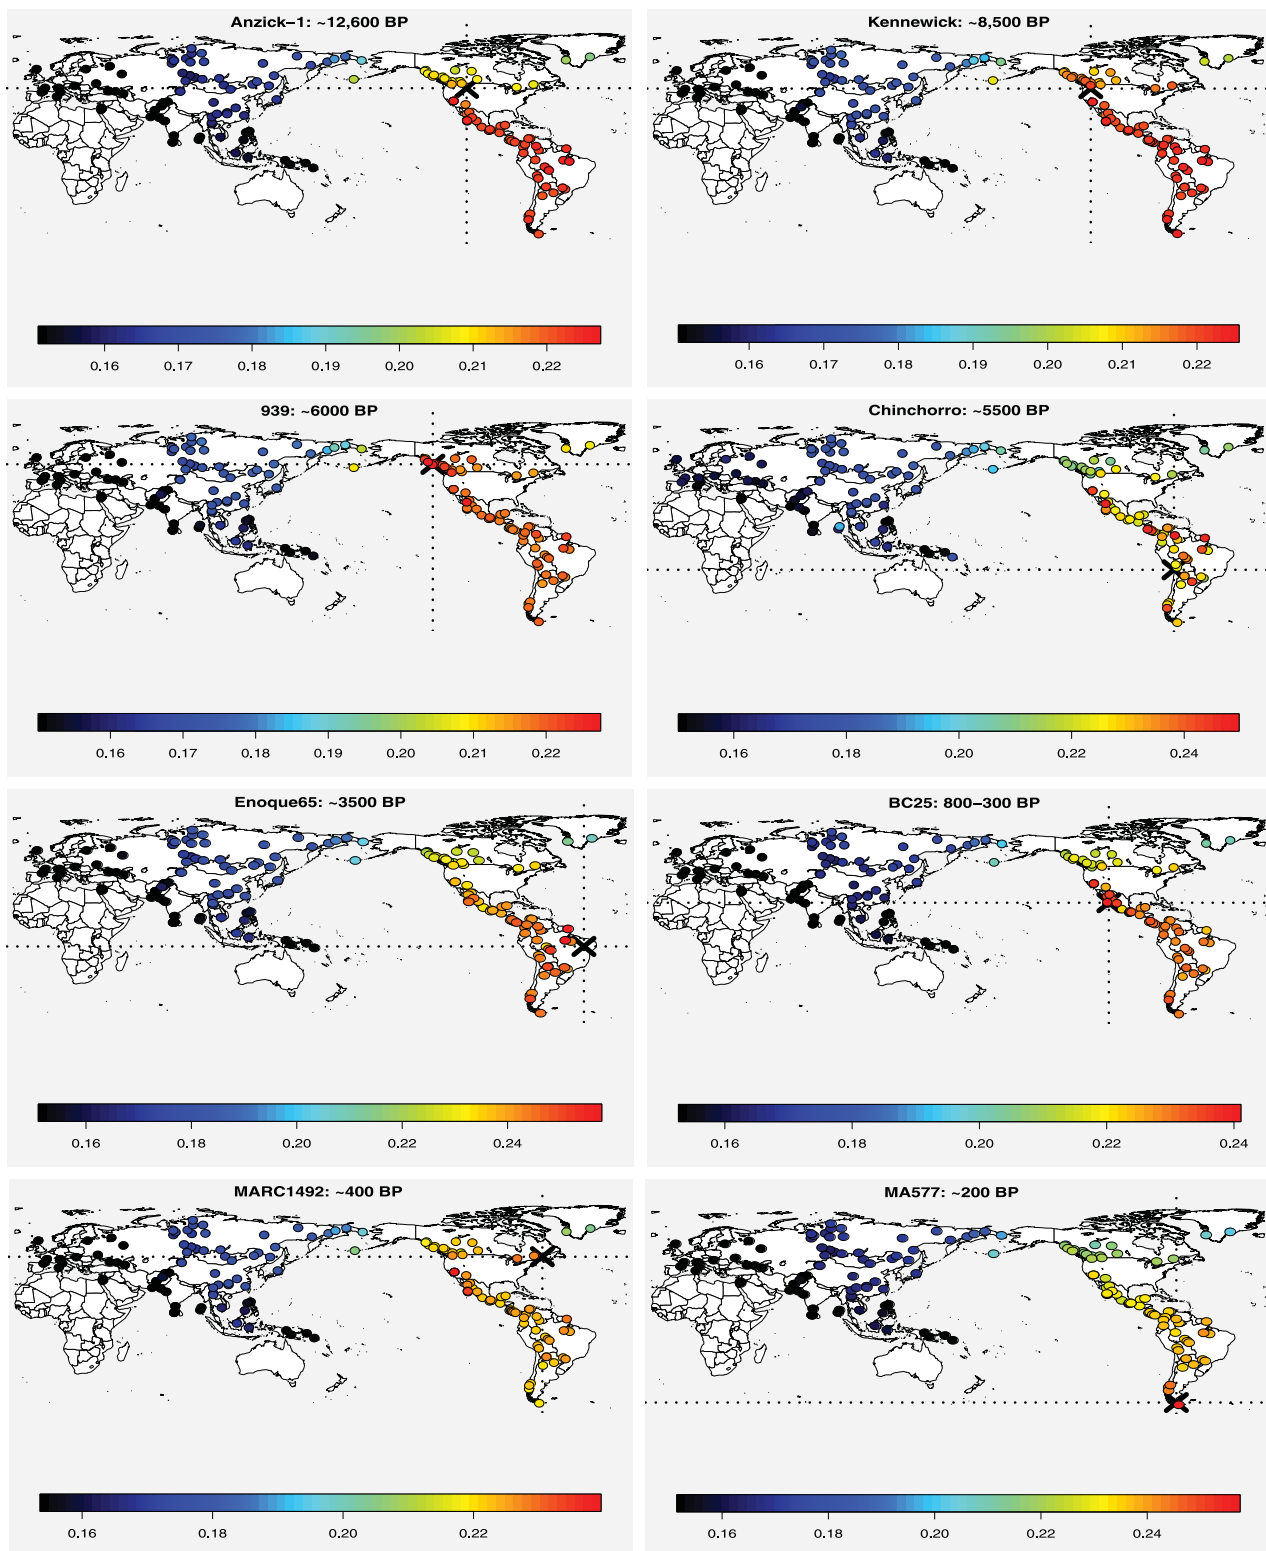 Anzick−1: ~12,600 BP
0.16 0.17 0.18 0.19 0.20 0.21 0.22
Kennewick: ~8,500 BP
0.16 0.17 0.18 0.19 0.20 0.21 0.22
939: ~6000 BP
0.16 0.17 0.18 0.19 0.20 0.21 0.22
Chinchorro: ~5500 BP
0.16 0.18 0.20 0.22 0.24
Enoque65: ~3500 BP
0.16 0.18 0.20 0.22 0.24
BC25: 800−300 BP
0.16 0.18 0.20 0.22 0.24
MARC1492: ~400 BP
0.16 0.18 0.20 0.22
MA577: ~200 BP
0.16 0.18 0.20 0.22 0.24